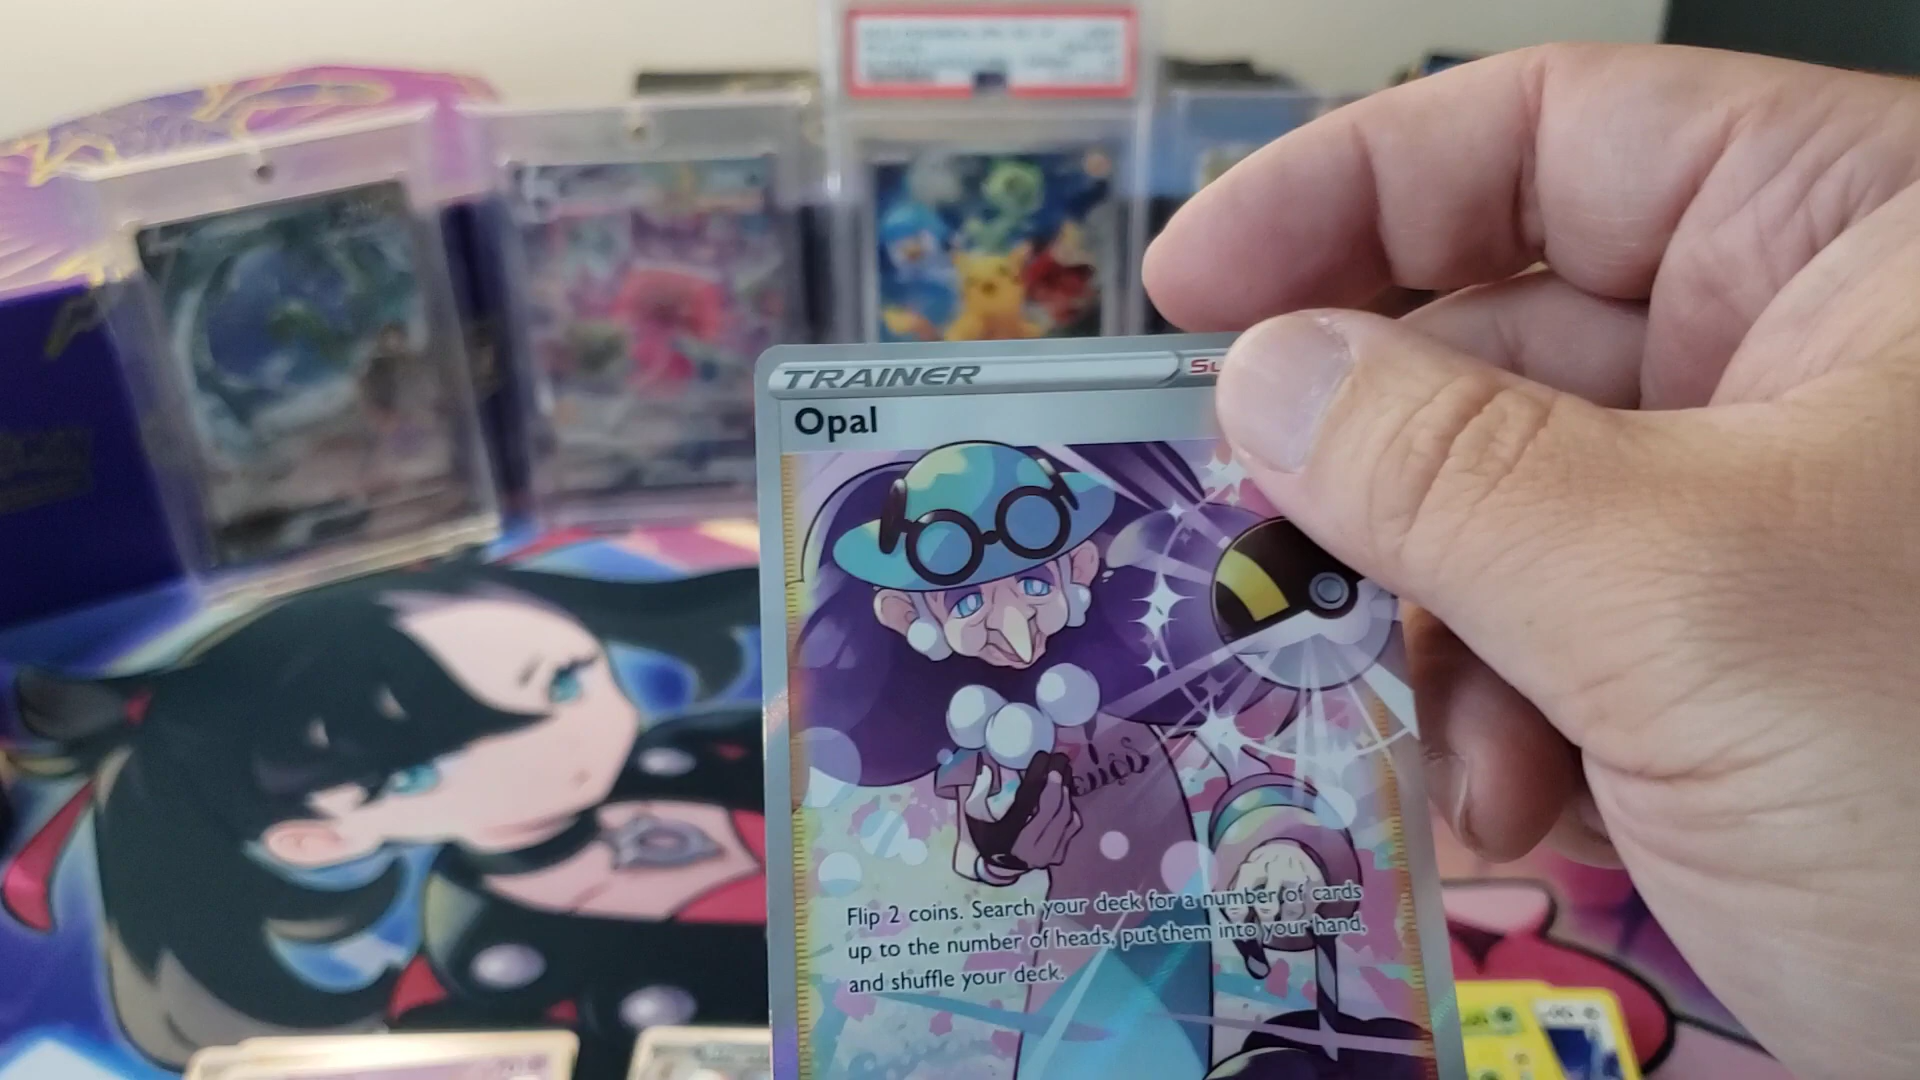 TRAINER
Opal
Flip 2 coins. Search your deck for a number of cards
up to the number of heads, put them into your hand,
and shuffle your deck.